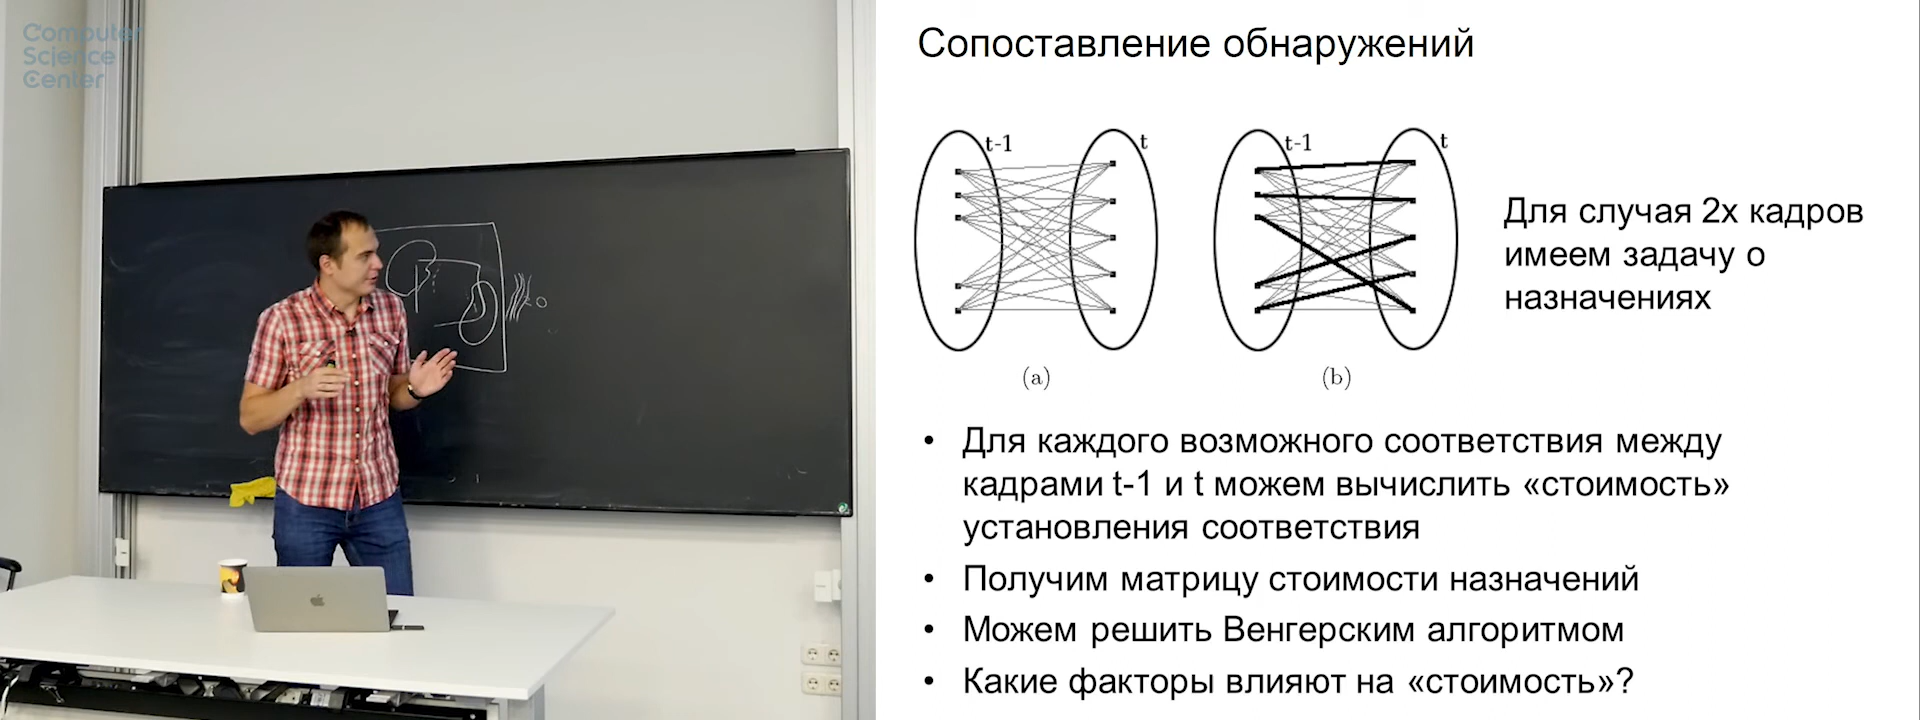 Computer
Science
Center
Сопоставление обнаружений
t-1
t
t-1
t
(a)
(b)
Для случая 2х кадров
имеем задачу о
назначениях
• Для каждого возможного соответствия между
кадрами t-1 и t можем вычислить «стоимость»
установления соответствия
• Получим матрицу стоимости назначений
• Можем решить Венгерским алгоритмом
• Какие факторы влияют на «стоимость»?